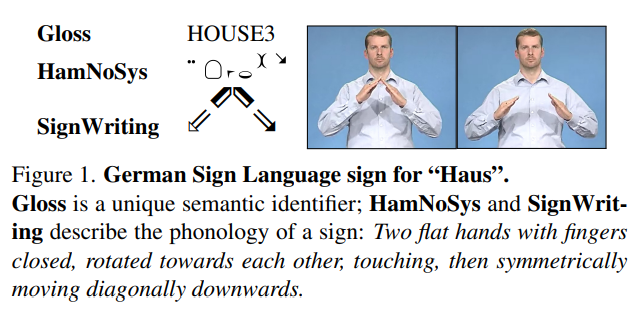 Gloss HOUSE3
HamNoSys
SignWriting
Figure 1. German Sign Language sign for “Haus”.
Gloss is a unique semantic identifier; HamNoSys and SignWrit-
ing describe the phonology of a sign: Two flat hands with fingers
closed, rotated towards each other, touching, then symmetrically
moving diagonally downwards.